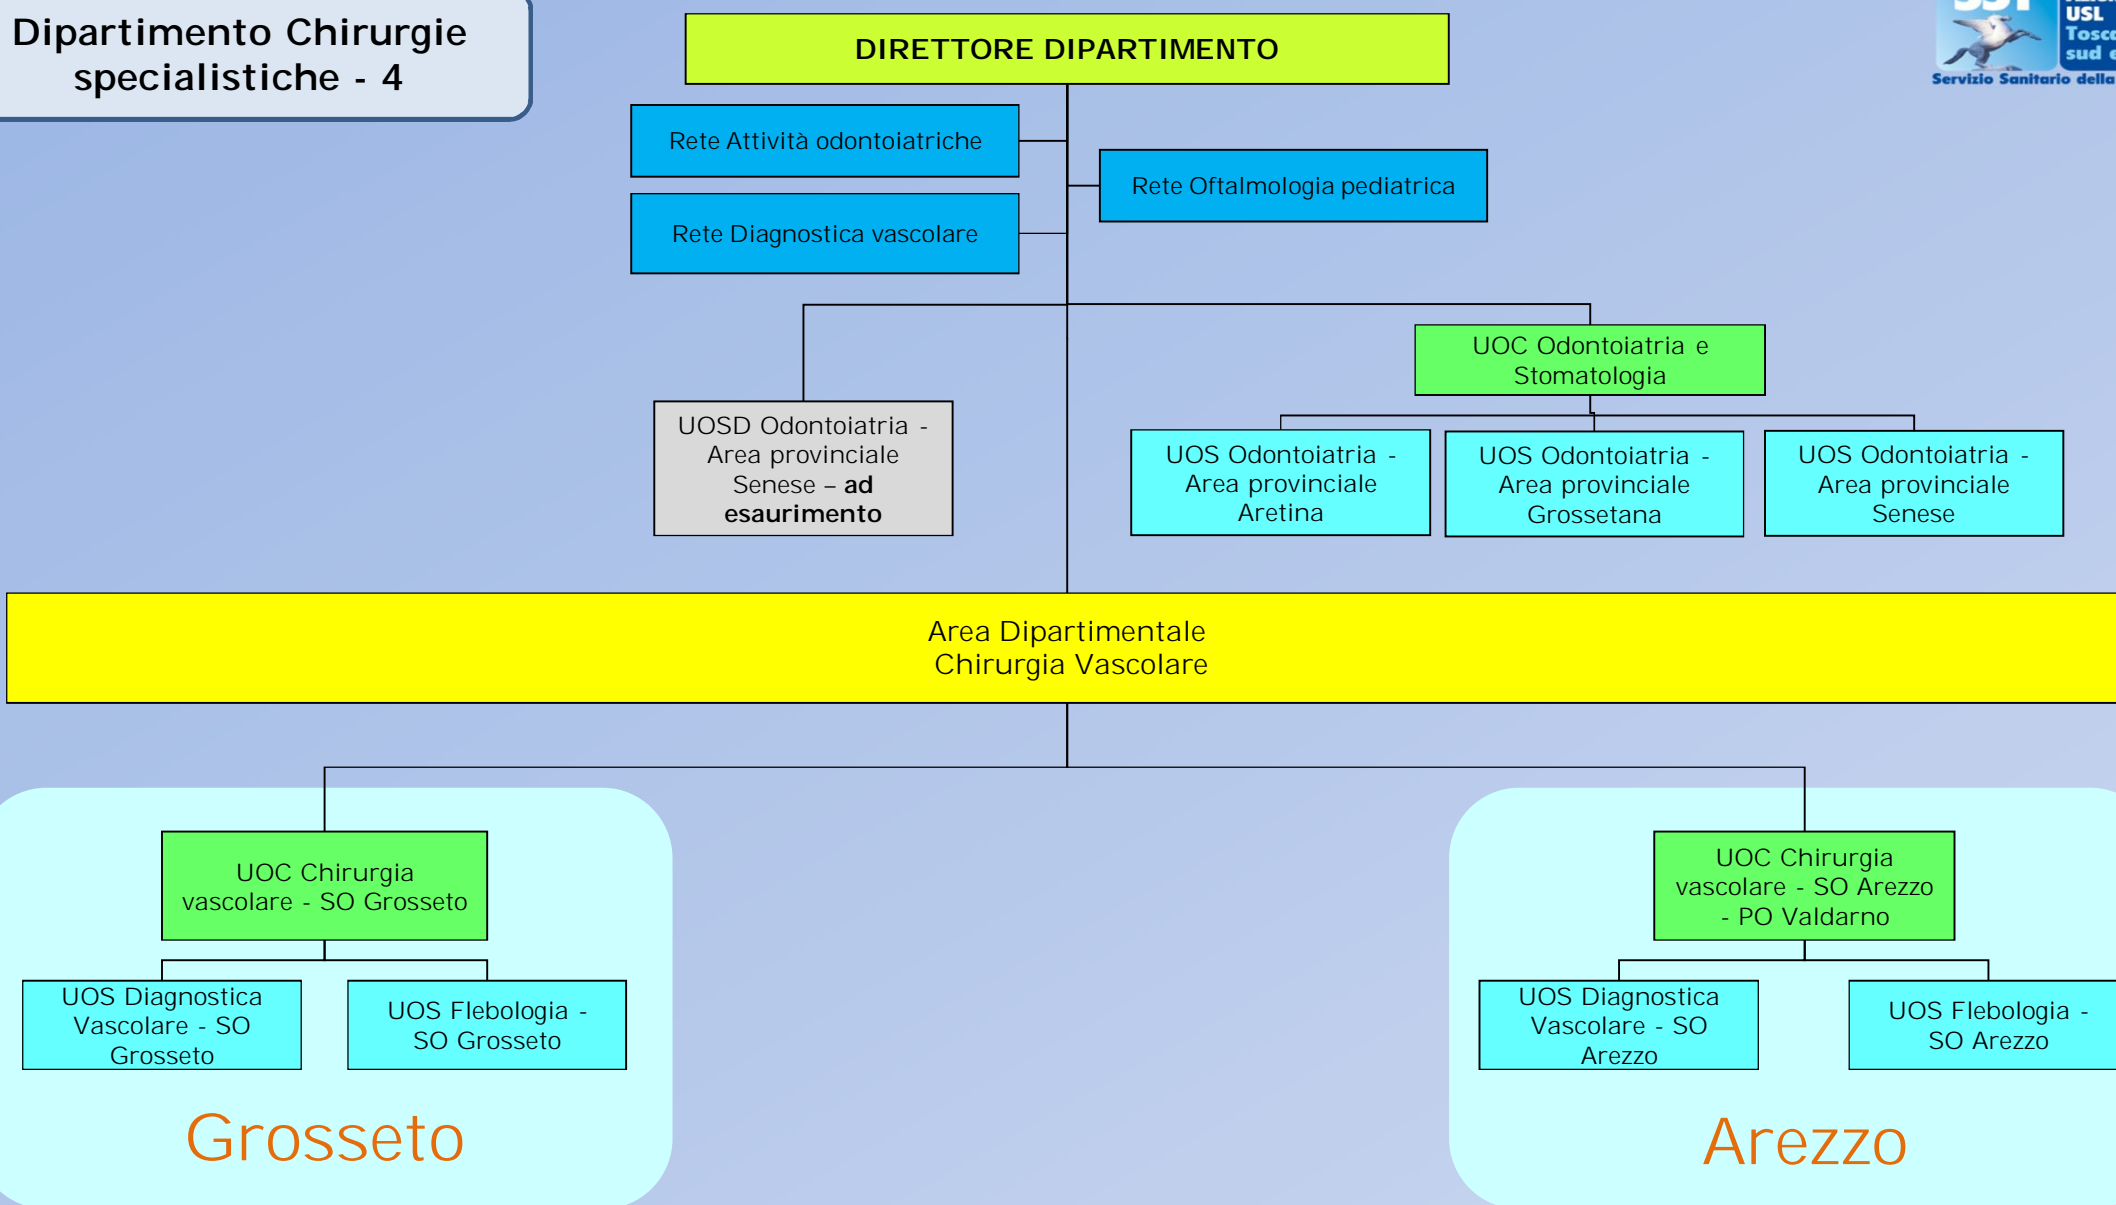 Dipartimento Chirurgie
specialistiche - 4
DIRETTORE DIPARTIMENTO
USL
Servizio Sanitario della
Rete Attività odontoiatriche
Rete Oftalmologia pediatrica
Rete Diagnostica vascolare
UOC Odontoiatria e
Stomatologia
UOSD Odontoiatria -
Area provinciale
Senese – ad
esaurimento
UOS Odontoiatria -
Area provinciale
Aretina
UOS Odontoiatria -
Area provinciale
Grossetana
UOS Odontoiatria -
Area provinciale
Senese
Area Dipartimentale
Chirurgia Vascolare
UOC Chirurgia
vascolare - SO Grosseto
UOS Diagnostica
Vascolare - SO
Grosseto
UOS Flebologia -
SO Grosseto
Grosseto
UOC Chirurgia
vascolare - SO Arezzo
- PO Valdarno
UOS Diagnostica
Vascolare - SO
Arezzo
UOS Flebologia -
SO Arezzo
Arezzo